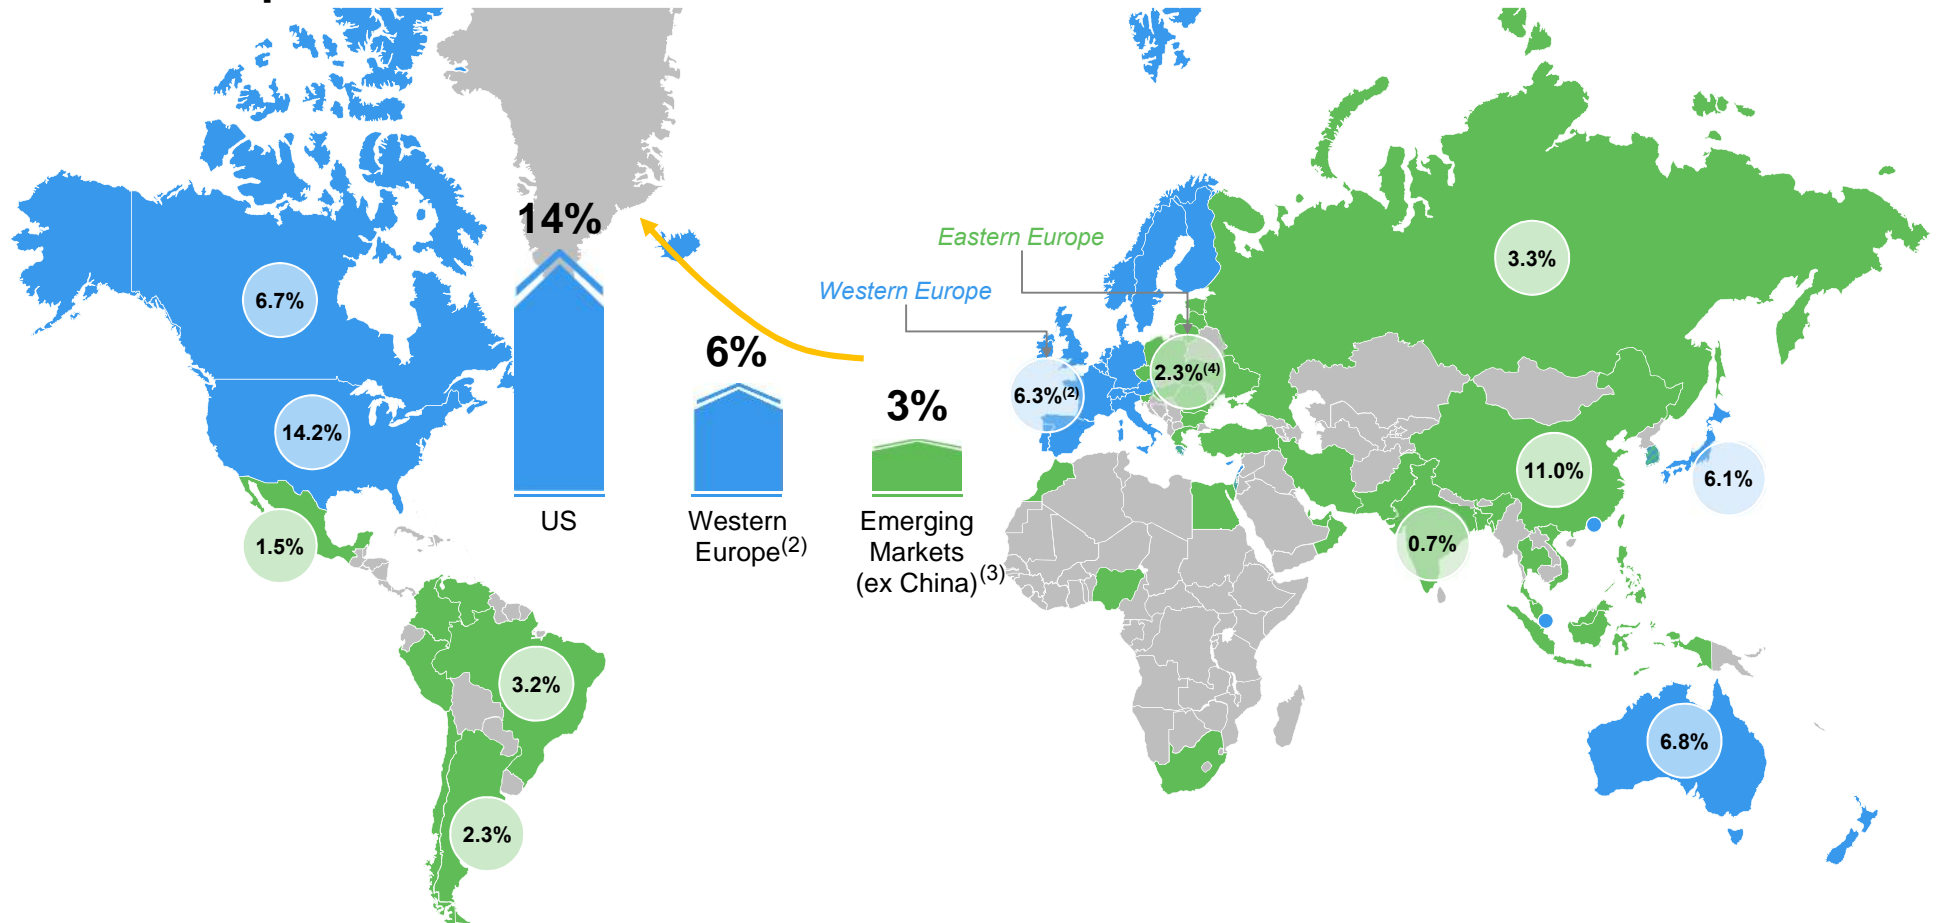 14%
Eastern Europe
3.3%
Western Europe
6.7%
6%
2.3%(4)
6.3%(2)
3%
14.2%
11.0%
6.1%
US
Western
Europe(2)
Emerging
Markets
(ex China)(3)
1.5%
0.7%
3.2%
6.8%
2.3%